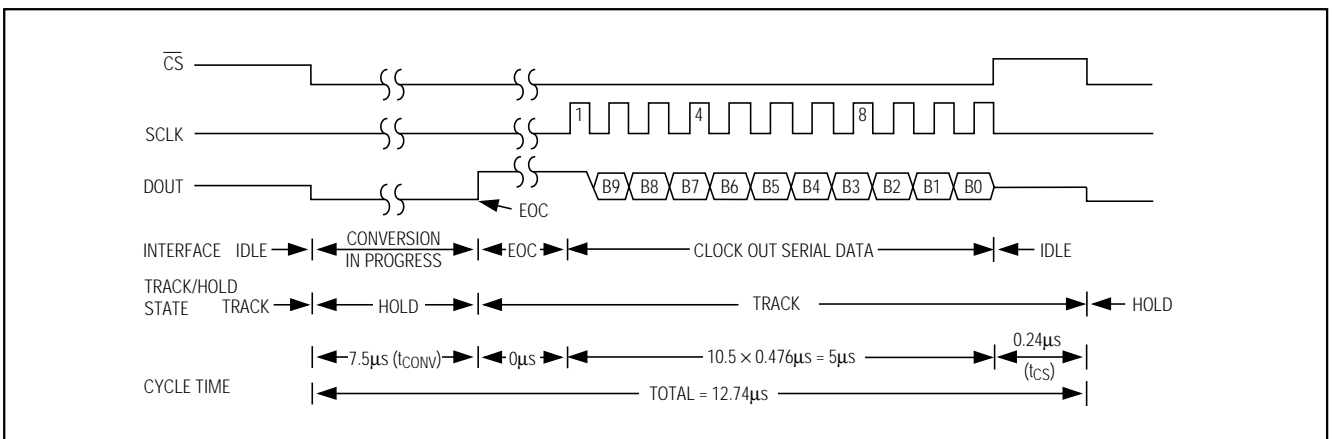 CS
SCLK
1 4 8
DOUT
B9 B8 B7 B6 B5 B4 B3 B2 B1 B0
EOC
INTERFACE IDLE CONVERSION IN PROGRESS EOC CLOCK OUT SERIAL DATA IDLE
TRACK/HOLD
STATE TRACK HOLD TRACK HOLD
7.5μs (tCONV) 0μs 10.5 × 0.476μs = 5μs 0.24μs (tCS)
CYCLE TIME
TOTAL = 12.74μs